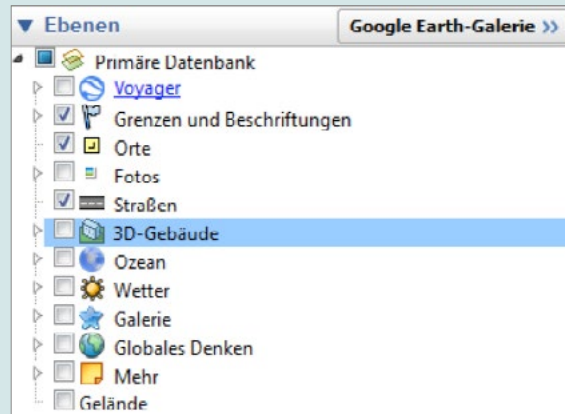 Ebenen
Google Earth-Galerie »
Primäre Datenbank
Voyager
Grenzen und Beschriftungen
Orte
Fotos
Straßen
3D-Gebäude
Ozean
Wetter
Galerie
Globales Denken
Mehr
Gelände